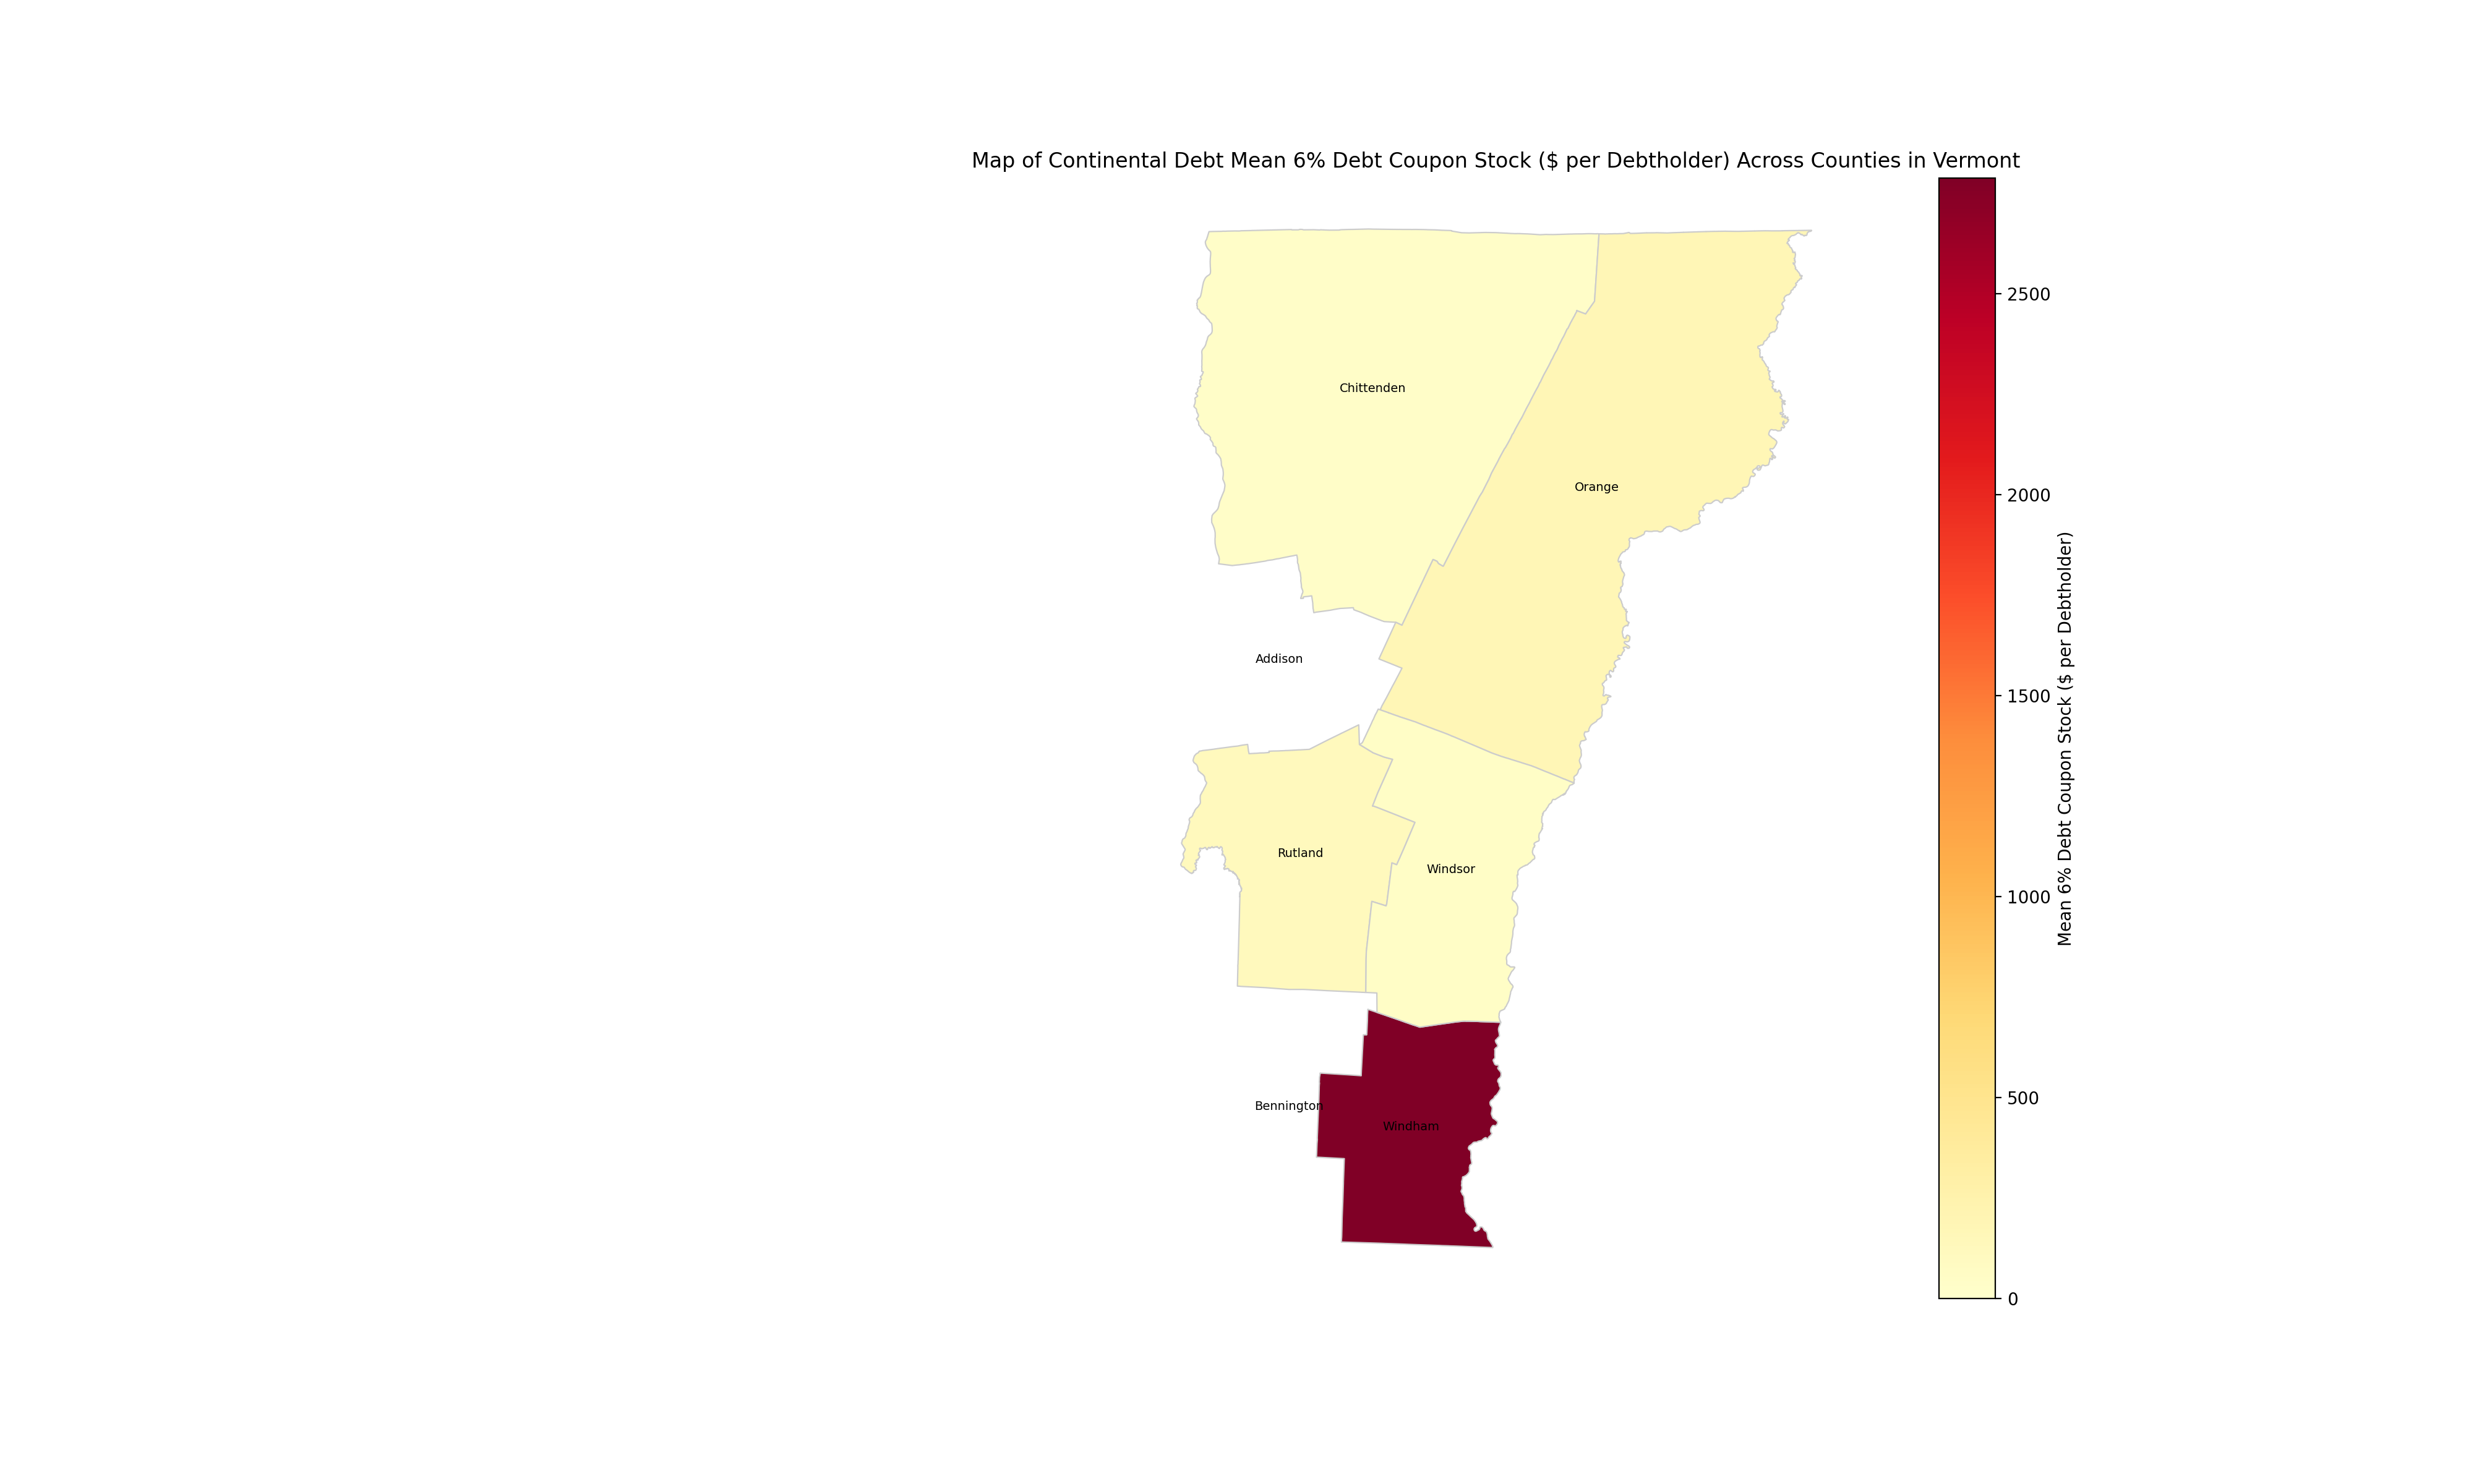 Map of Continental Debt Mean 6% Debt Coupon Stock ($ per Debtholder) Across Counties in Vermont
Chittenden
Orange
Addison
Rutland
Windsor
Bennington
Windham
2500
2000
1500
1000
500
0
Mean 6% Debt Coupon Stock ($ per Debtholder)